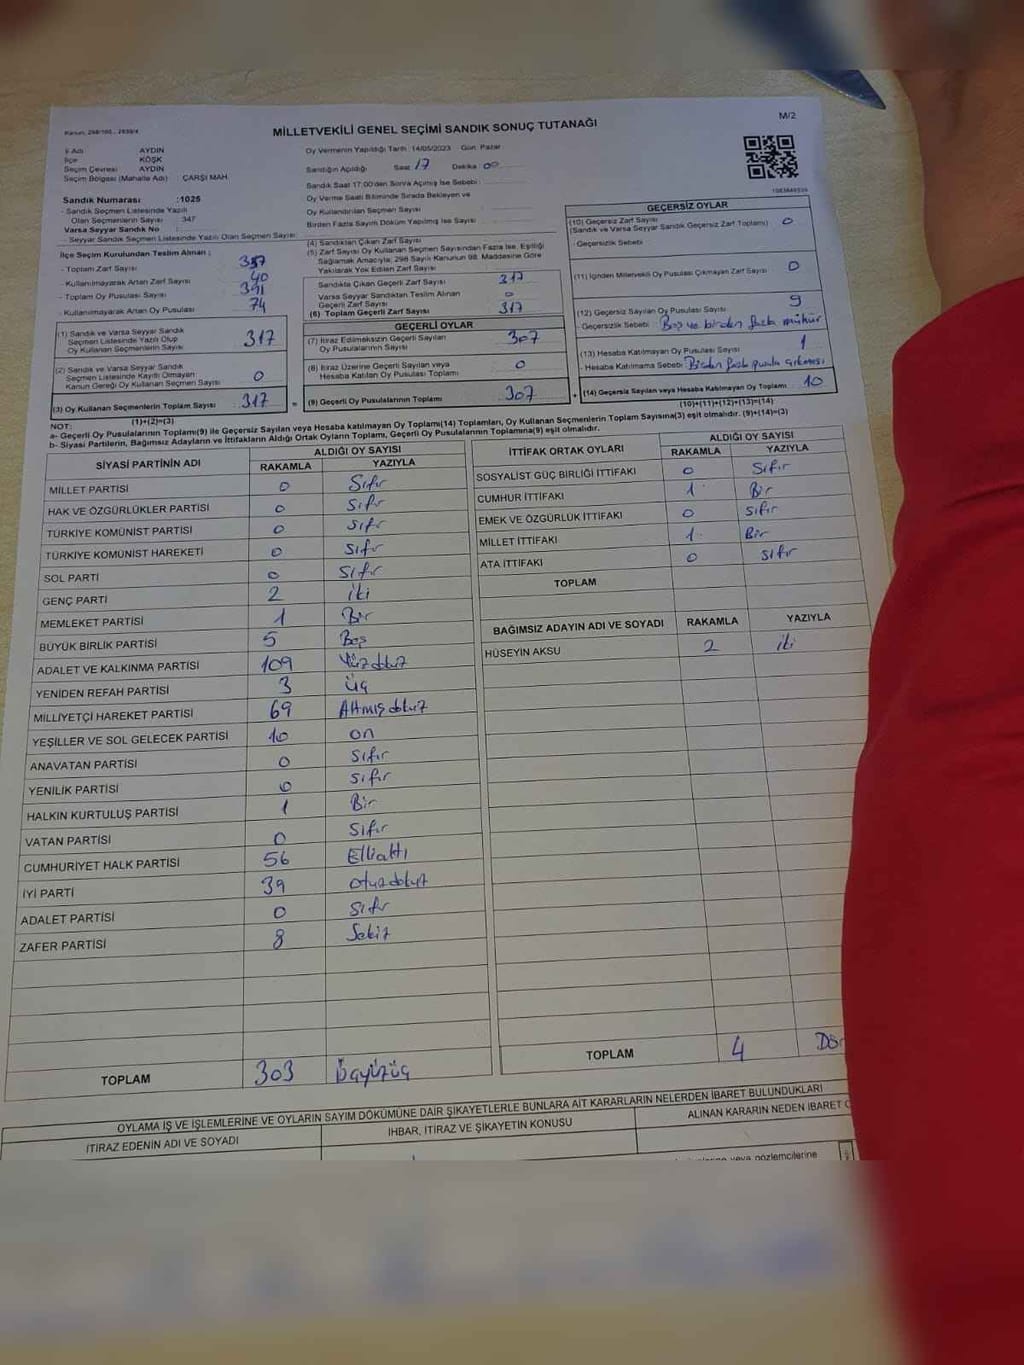 Kanun: 298/105 - 2839/4
M/2
MİLLETVEKİLİ GENEL SEÇİMİ SANDIK SONUÇ TUTANAĞI
İl Adı AYDIN
İlçe KÖŞK
Seçim Çevresi AYDIN
Seçim Bölgesi (Mahalle Adı) ÇARŞI MAH.
Sandık Numarası :1025
- Sandık Seçmen Listesinde Yazılı
Olan Seçmenlerin Sayısı : 347
Varsa Seyyar Sandık No :
Seyyar Sandık Seçmen Listesinde Yazılı Olan Seçmen Sayısı:
İlçe Seçim Kurulundan Teslim Alınan ;
- Toplam Zarf Sayısı
- Kullanılmayarak Artan Zarf Sayısı 40
- Toplam Oy Pusulası Sayısı 391
- Kullanılmayarak Artan Oy Pusulası 74
(1) Sandık ve Varsa Seyyar Sandık
Seçmen Listesinde Yazılı Olup
Oy Kullanan Seçmenlerin Sayısı 317
(2) Sandık ve Varsa Seyyar Sandık
Seçmen Listesinde Kayıtlı Olmayan
Kanun Gereği Oy Kullanan Seçmen Sayısı 0
(3) Oy Kullanan Seçmenlerin Toplam Sayısı 317
(1)+(2)=(3)
Oy Vermenin Yapıldığı Tarih :14/05/2023 Gün: Pazar
Sandığın Açıldığı Saat 17 Dakika 00
Sandık Saat 17:00'den Sonra Açılmış İse Sebebi :
Oy Verme Saati Bitiminde Sırada Bekleyen ve
Oy Kullandırılan Seçmen Sayısı :
Birden Fazla Sayım Döküm Yapılmış İse Sayısı :
(4) Sandıktan Çıkan Zarf Sayısı
(5) Zarf Sayısı Oy Kullanan Seçmen Sayısından Fazla İse, Eşitliği
Sağlamak Amacıyla; 298 Sayılı Kanunun 98. Maddesine Göre
Yakılarak Yok Edilen Zarf Sayısı
Sandıkta Çıkan Geçerli Zarf Sayısı 317
Varsa Seyyar Sandıktan Teslim Alınan
Geçerli Zarf Sayısı 0
(6) Toplam Geçerli Zarf Sayısı 317
GEÇERLİ OYLAR
(7) İtiraz Edilmeksizin Geçerli Sayılan
Oy Pusulalarının Sayısı 307
(8) İtiraz Üzerine Geçerli Sayılan veya
Hesaba Katılan Oy Pusulası Toplamı 0
= (9) Geçerli Oy Pusulalarının Toplamı 307 +
GEÇERSİZ OYLAR
(10) Geçersiz Zarf Sayısı
(Sandık ve Varsa Seyyar Sandık Geçersiz Zarf Toplamı) 0
- Geçersizlik Sebebi
(11) İçinden Milletvekili Oy Pusulası Çıkmayan Zarf Sayısı 0
(12) Geçersiz Sayılan Oy Pusulası Sayısı 9
- Geçersizlik Sebebi Boş ve birden fazla mühür
(13) Hesaba Katılmayan Oy Pusulası Sayısı 1
- Hesaba Katılmama Sebebi Birden fazla pusula çıkması
(14) Geçersiz Sayılan veya Hesaba Katılmayan Oy Toplamı 10
(10)+(11)+(12)+(13)=(14)
NOT:
a- Geçerli Oy Pusulalarının Toplamı(9) ile Geçersiz Sayılan veya Hesaba katılmayan Oy Toplamı(14) Toplamları, Oy Kullanan Seçmenlerin Toplam Sayısına(3) eşit olmalıdır. (9)+(14)=(3)
b- Siyasi Partilerin, Bağımsız Adayların ve İttifakların Aldığı Ortak Oyların Toplamı, Geçerli Oy Pusulalarının Toplamına(9) eşit olmalıdır.
SİYASİ PARTİNİN ADI ALDIĞI OY SAYISI
RAKAMLA YAZIYLA
MİLLET PARTİSİ 0 Sıfır
HAK VE ÖZGÜRLÜKLER PARTİSİ 0 Sıfır
TÜRKİYE KOMÜNİST PARTİSİ 0 Sıfır
TÜRKİYE KOMÜNİST HAREKETİ 0 Sıfır
SOL PARTİ 0 Sıfır
GENÇ PARTİ 2 iki
MEMLEKET PARTİSİ 1 Bir
BÜYÜK BİRLİK PARTİSİ 5 Beş
ADALET VE KALKINMA PARTİSİ 109 Yüzdokuz
YENİDEN REFAH PARTİSİ 3 Üç
MİLLİYETÇİ HAREKET PARTİSİ 69 Altmışdokuz
YEŞİLLER VE SOL GELECEK PARTİSİ 10 on
ANAVATAN PARTİSİ 0 Sıfır
YENİLİK PARTİSİ 0 Sıfır
HALKIN KURTULUŞ PARTİSİ 1 Bir
VATAN PARTİSİ 0 Sıfır
CUMHURİYET HALK PARTİSİ 56 Elliatlı
İYİ PARTİ 39 otuzdokuz
ADALET PARTİSİ 0 Sıfır
ZAFER PARTİSİ 8 Sekiz
TOPLAM 303 Üçyüzüç
İTTİFAK ORTAK OYLARI ALDIĞI OY SAYISI
RAKAMLA YAZIYLA
SOSYALİST GÜÇ BİRLİĞİ İTTİFAKI 0 Sıfır
CUMHUR İTTİFAKI 1 Bir
EMEK VE ÖZGÜRLÜK İTTİFAKI 0 Sıfır
MİLLET İTTİFAKI 1 Bir
ATA İTTİFAKI 0 Sıfır
TOPLAM
BAĞIMSIZ ADAYIN ADI VE SOYADI RAKAMLA YAZIYLA
HÜSEYİN AKSU 2 iki
TOPLAM 4 Dör
OYLAMA İŞ VE İŞLEMLERİNE VE OYLARIN SAYIM DÖKÜMÜNE DAİR ŞİKAYETLERLE BUNLARA AİT KARARLARIN NELERDEN İBARET BULUNDUKLARI
İTİRAZ EDENİN ADI VE SOYADI İHBAR, İTİRAZ VE ŞİKAYETİN KONUSU ALINAN KARARIN NEDEN İBARET
veya gözlemcilerine